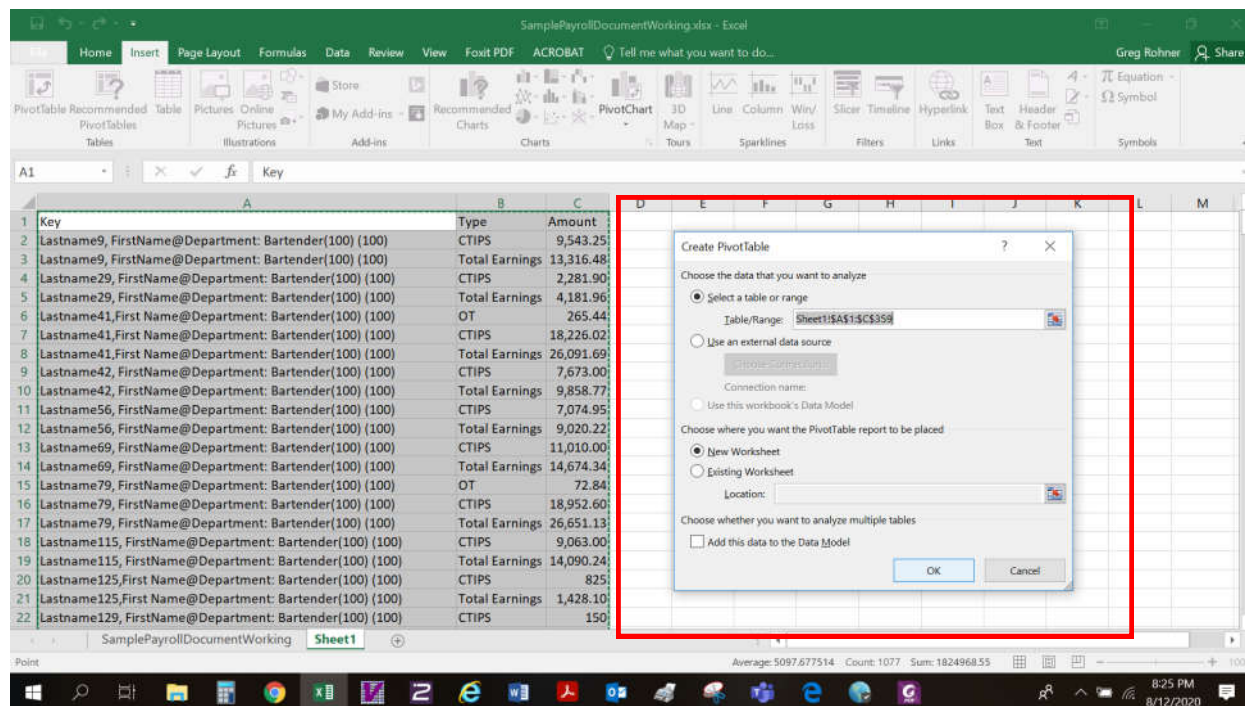 SamplePayrollDocumentWorking.xlsx - Excel
Home Insert Page Layout Formulas Data Review View Foxit PDF ACROBAT Tell me what you want to do... Greg Rohner Share
PivotTable Recommended PivotTables Table Pictures Online Pictures Store My Add-ins Recommended Charts PivotChart 3D Map Line Column Win/Loss Slicer Timeline Hyperlink Text Box Header & Footer Equation Symbol
Tables Illustrations Add-ins Charts Tours Sparklines Filters Links Text Symbols
A1 fx Key
A B C D E F G H I J K L M
1 Key Type Amount
2 Lastname9, FirstName@Department: Bartender(100) (100) CTIPS 9,543.25
3 Lastname9, FirstName@Department: Bartender(100) (100) Total Earnings 13,316.48
4 Lastname29, FirstName@Department: Bartender(100) (100) CTIPS 2,281.90
5 Lastname29, FirstName@Department: Bartender(100) (100) Total Earnings 4,181.96
6 Lastname41,First Name@Department: Bartender(100) (100) OT 265.44
7 Lastname41,First Name@Department: Bartender(100) (100) CTIPS 18,226.02
8 Lastname41,First Name@Department: Bartender(100) (100) Total Earnings 26,091.69
9 Lastname42, FirstName@Department: Bartender(100) (100) CTIPS 7,673.00
10 Lastname42, FirstName@Department: Bartender(100) (100) Total Earnings 9,858.77
11 Lastname56, FirstName@Department: Bartender(100) (100) CTIPS 7,074.95
12 Lastname56, FirstName@Department: Bartender(100) (100) Total Earnings 9,020.22
13 Lastname69, FirstName@Department: Bartender(100) (100) CTIPS 11,010.00
14 Lastname69, FirstName@Department: Bartender(100) (100) Total Earnings 14,674.34
15 Lastname79, FirstName@Department: Bartender(100) (100) OT 72.84
16 Lastname79, FirstName@Department: Bartender(100) (100) CTIPS 18,952.60
17 Lastname79, FirstName@Department: Bartender(100) (100) Total Earnings 26,651.13
18 Lastname115, FirstName@Department: Bartender(100) (100) CTIPS 9,063.00
19 Lastname115, FirstName@Department: Bartender(100) (100) Total Earnings 14,090.24
20 Lastname125,First Name@Department: Bartender(100) (100) CTIPS 825
21 Lastname125,First Name@Department: Bartender(100) (100) Total Earnings 1,428.10
22 Lastname129, FirstName@Department: Bartender(100) (100) CTIPS 150
Create PivotTable ?
Choose the data that you want to analyze
Select a table or range
Table/Range: Sheet1!$A$1:$C$359
Use an external data source
Choose Connection...
Connection name:
Use this workbook's Data Model
Choose where you want the PivotTable report to be placed
New Worksheet
Existing Worksheet
Location:
Choose whether you want to analyze multiple tables
Add this data to the Data Model
OK Cancel
SamplePayrollDocumentWorking Sheet1
Point Average: 5097.677514 Count: 1077 Sum: 1824968.55 100
8:25 PM
8/12/2020